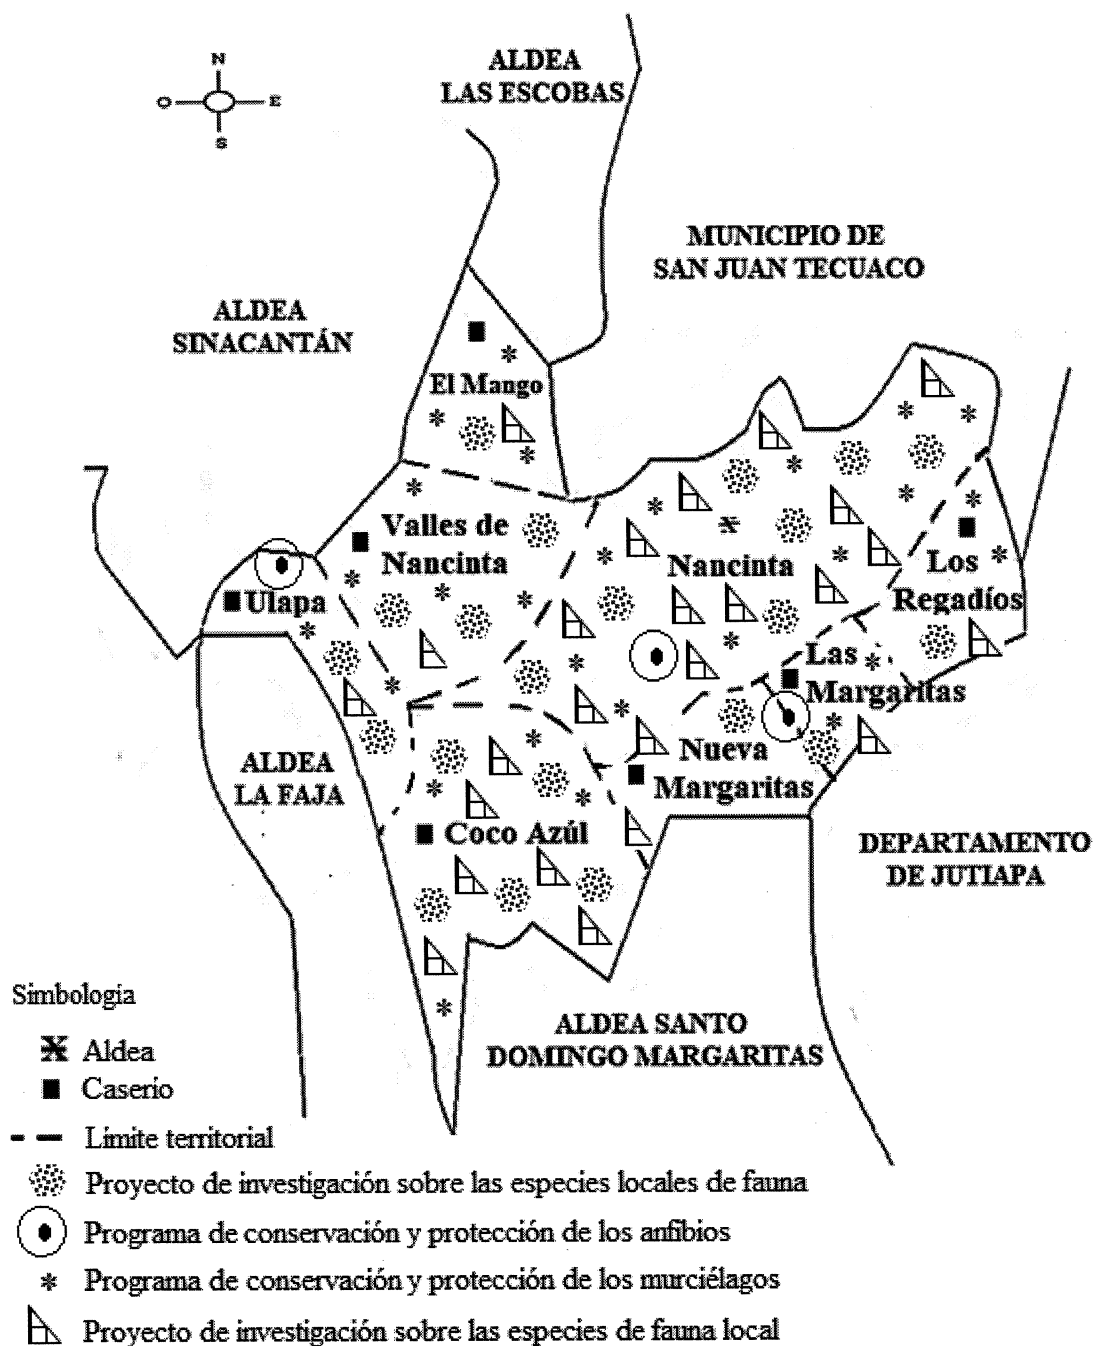 N
O
E
S
ALDEA
LAS ESCOBAS
MUNICIPIO DE
SAN JUAN TECUACO
ALDEA
SINACANTÁN
El Mango
Valles de
Nancinta
Nancinta
Los
Regadíos
Ulapa
Las
Margaritas
Nueva
Margaritas
ALDEA
LA FAJA
Coco Azúl
DEPARTAMENTO
DE JUTIAPA
ALDEA SANTO
DOMINGO MARGARITAS
Simbologia
Aldea
Caserio
Limite territorial
Proyecto de investigación sobre las especies locales de fauna
Programa de conservación y protección de los anfibios
Programa de conservación y protección de los murciélagos
Proyecto de investigación sobre las especies de fauna local